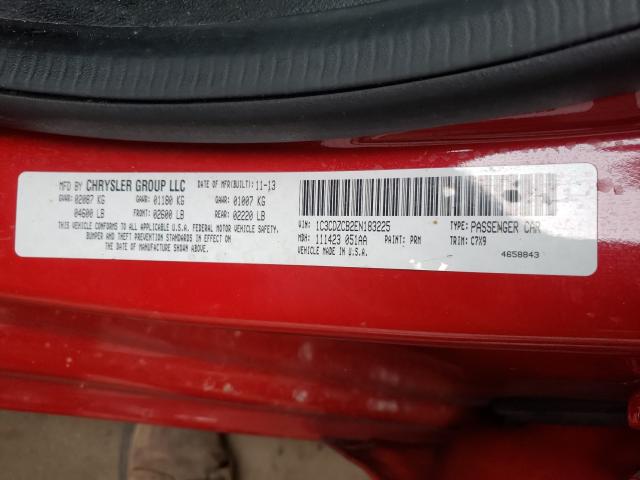 MFD BY CHRYSLER GROUP LLC DATE OF MFR(BUILT): 11-13
GVWR: 02087 KG GAWR: 01180 KG GAWR: 01007 KG
04600 LB FRONT: 02600 LB REAR: 02220 LB
THIS VEHICLE CONFORMS TO ALL APPLICABLE U.S.A. FEDERAL MOTOR VEHICLE SAFETY,
BUMPER AND THEFT PREVENTION STANDARDS IN EFFECT ON
THE DATE OF MANUFACTURE SHOWN ABOVE.
VIN: 1C3CDZCB2EN183225 TYPE: PASSENGER CAR
MDH: 111423 051AA PAINT: PRM TRIM: C7X9
VEHICLE MADE IN U.S.A.
4658843